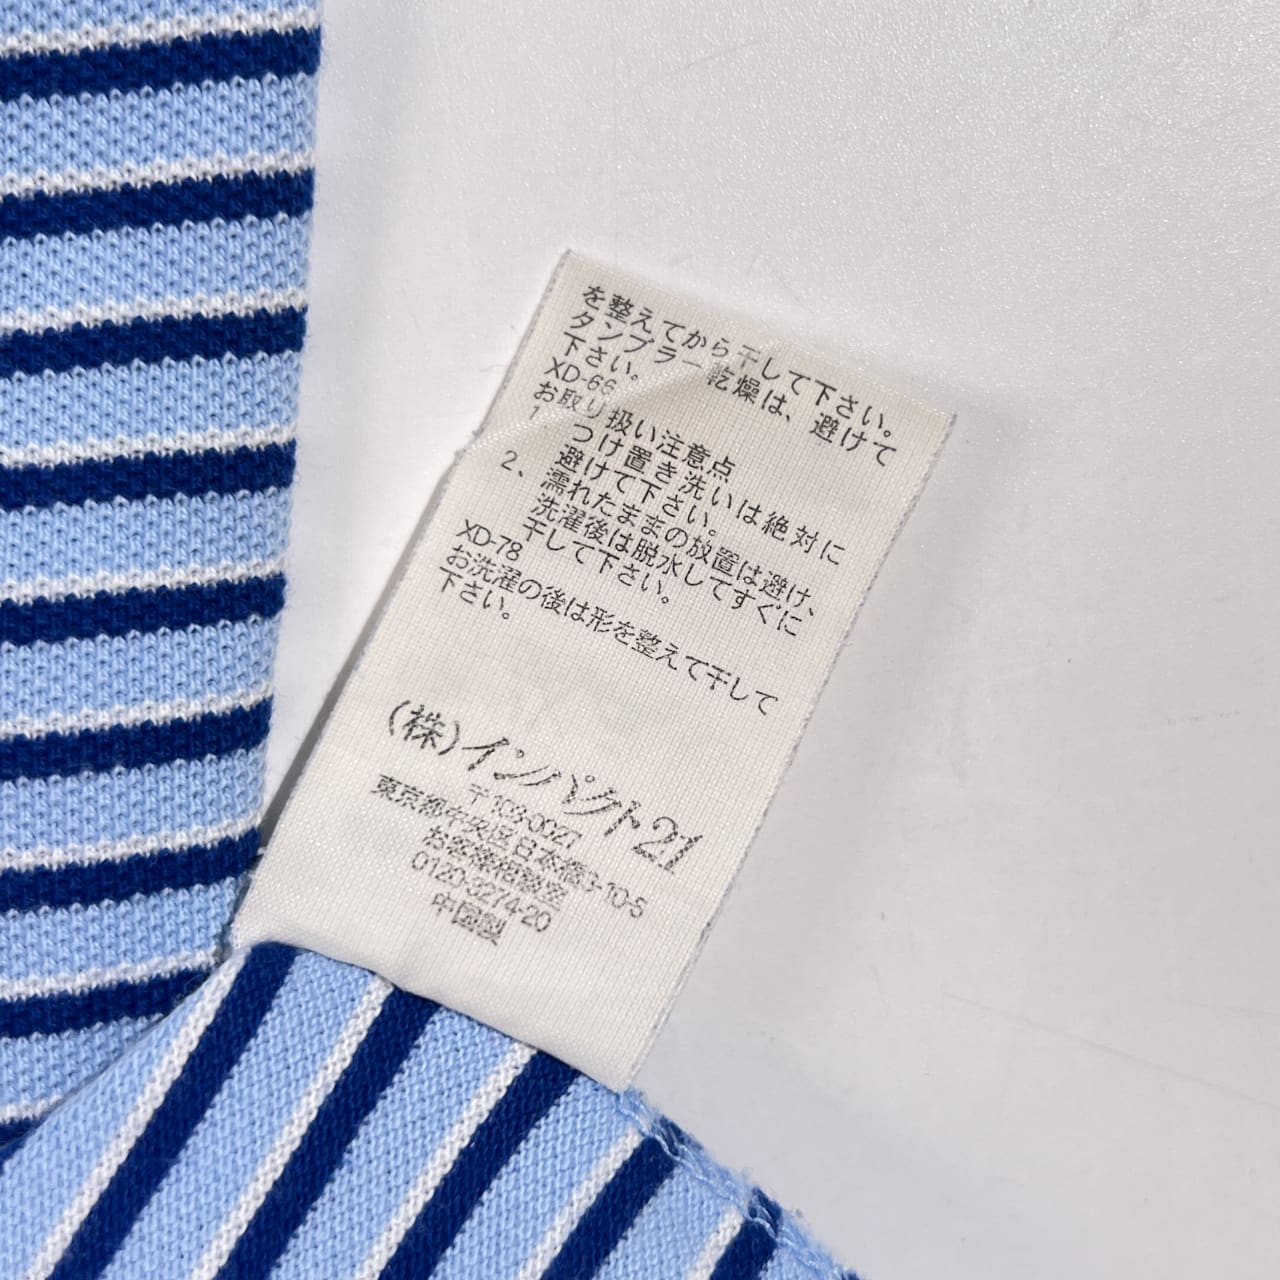 を整えてから干して下さい。
タンブラー乾燥は、避けて
下さい。
XD-66
お取り扱い注意点
1
つけ置き洗いは絶対に
避けて下さい。
2、濡れたままの放置は避け、
洗濯後は脱水してすぐに
干して下さい。
XD-78
お洗濯の後は形を整えて干して
下さい。
(株)インパクト21
〒103-0027
東京都中央区日本橋3-10-5
お客様相談室
0120-3274-20
中国製